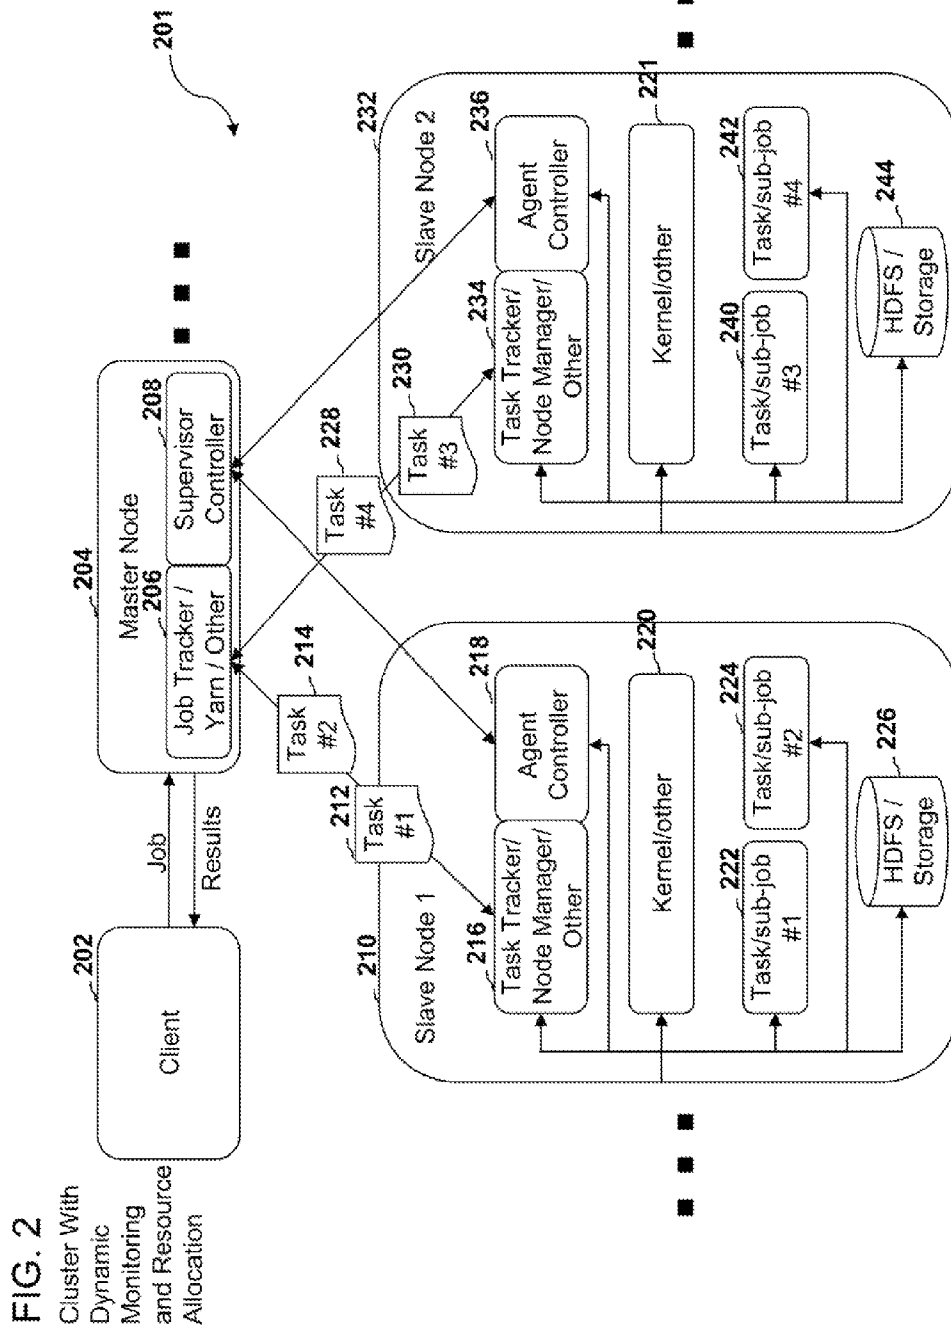 FIG. 2
Cluster With
Dynamic
Monitoring
and Resource
Allocation
201
202
Client
Job
Results
204
Master Node
206
Job Tracker /
Yarn / Other
208
Supervisor
Controller
212
Task
#1
214
Task
#2
228
Task
#4
230
Task
#3
210
Slave Node 1
216
Task Tracker/
Node Manager/
Other
218
Agent
Controller
220
Kernel/other
222
Task/sub-job
#1
224
Task/sub-job
#2
226
HDFS /
Storage
232
Slave Node 2
234
Task Tracker/
Node Manager/
Other
236
Agent
Controller
221
Kernel/other
240
Task/sub-job
#3
242
Task/sub-job
#4
244
HDFS /
Storage